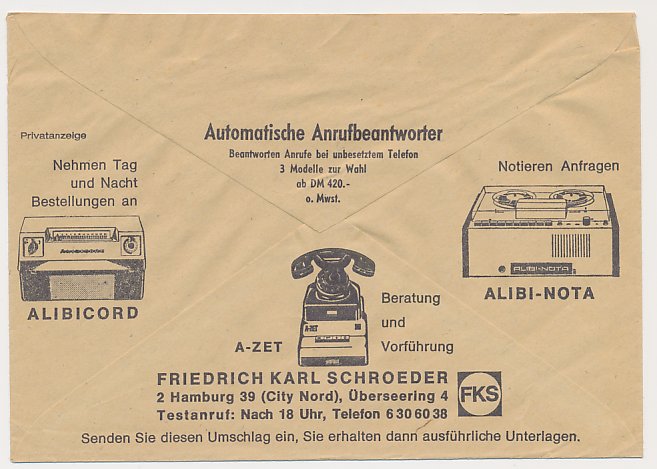 Privatanzeige
Automatische Anrufbeantworter
Beantworten Anrufe bei unbesetztem Telefon
3 Modelle zur Wahl
ab DM 420.-
o. Mwst.
Nehmen Tag
und Nacht
Bestellungen an
ALIBICORD
Notieren Anfragen
ALIBI-NOTA
ALIBI-NOTA
A-ZET
A-ZET
Beratung
und
Vorführung
FRIEDRICH KARL SCHROEDER
2 Hamburg 39 (City Nord), Überseering 4
Testanruf: Nach 18 Uhr, Telefon 6 30 60 38
FKS
Senden Sie diesen Umschlag ein, Sie erhalten dann ausführliche Unterlagen.